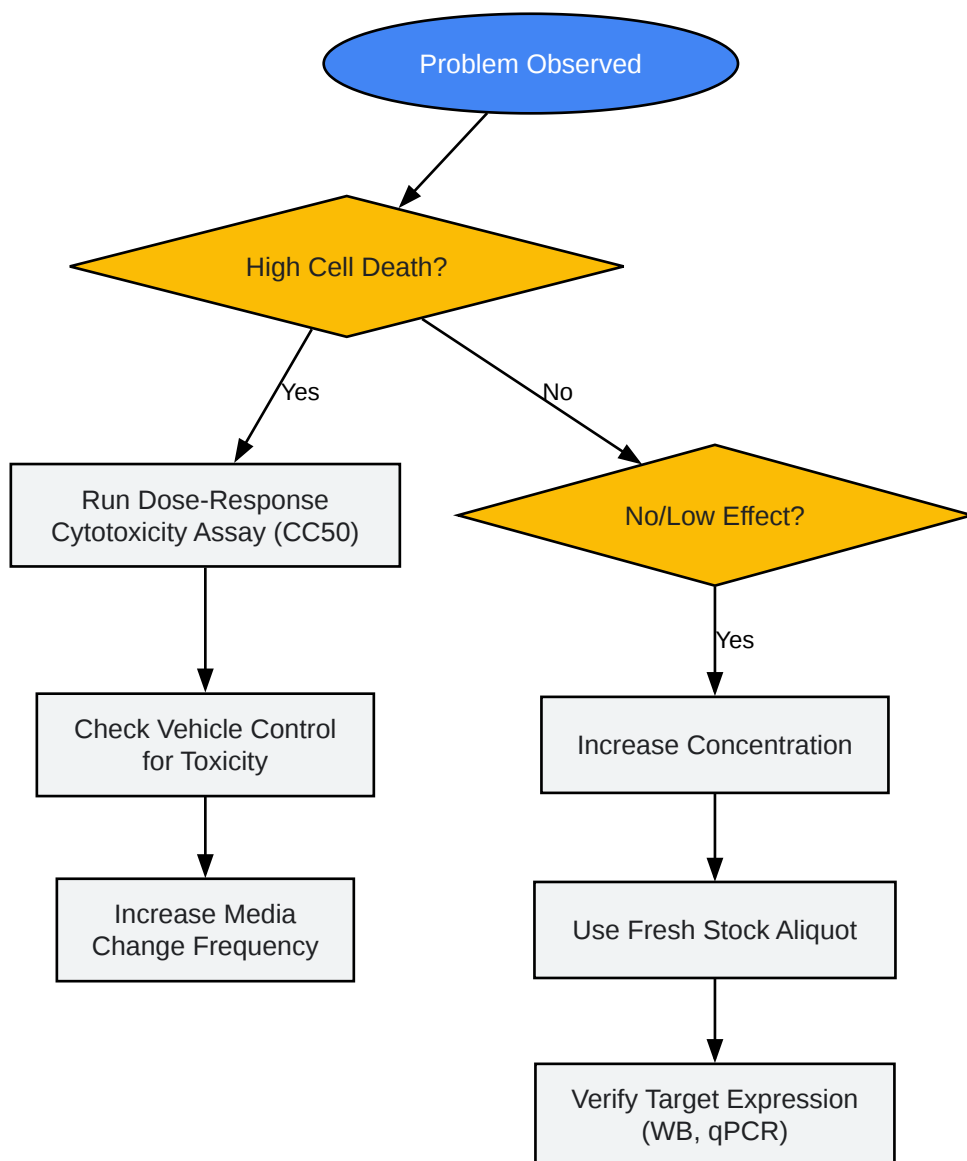 Problem Observed
High Cell Death?
Yes
No
Run Dose-Response
Cytotoxicity Assay (CC50)
No/Low Effect?
Yes
Check Vehicle Control
for Toxicity
Increase Concentration
Increase Media
Change Frequency
Use Fresh Stock Aliquot
Verify Target Expression
(WB, qPCR)